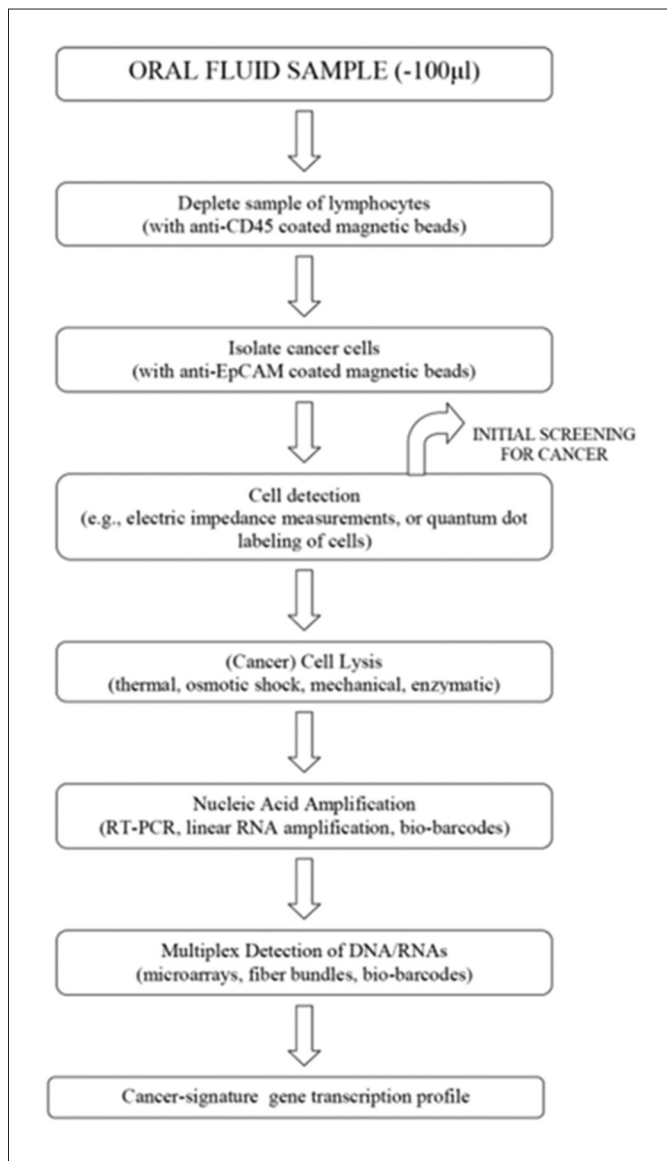 ORAL FLUID SAMPLE (-100µl)
Deplete sample of lymphocytes
(with anti-CD45 coated magnetic beads)
Isolate cancer cells
(with anti-EpCAM coated magnetic beads)
INITIAL SCREENING
FOR CANCER
Cell detection
(e.g., electric impedance measurements, or quantum dot
labeling of cells)
(Cancer) Cell Lysis
(thermal, osmotic shock, mechanical, enzymatic)
Nucleic Acid Amplification
(RT-PCR, linear RNA amplification, bio-barcodes)
Multiplex Detection of DNA/RNAs
(microarrays, fiber bundles, bio-barcodes)
Cancer-signature gene transcription profile